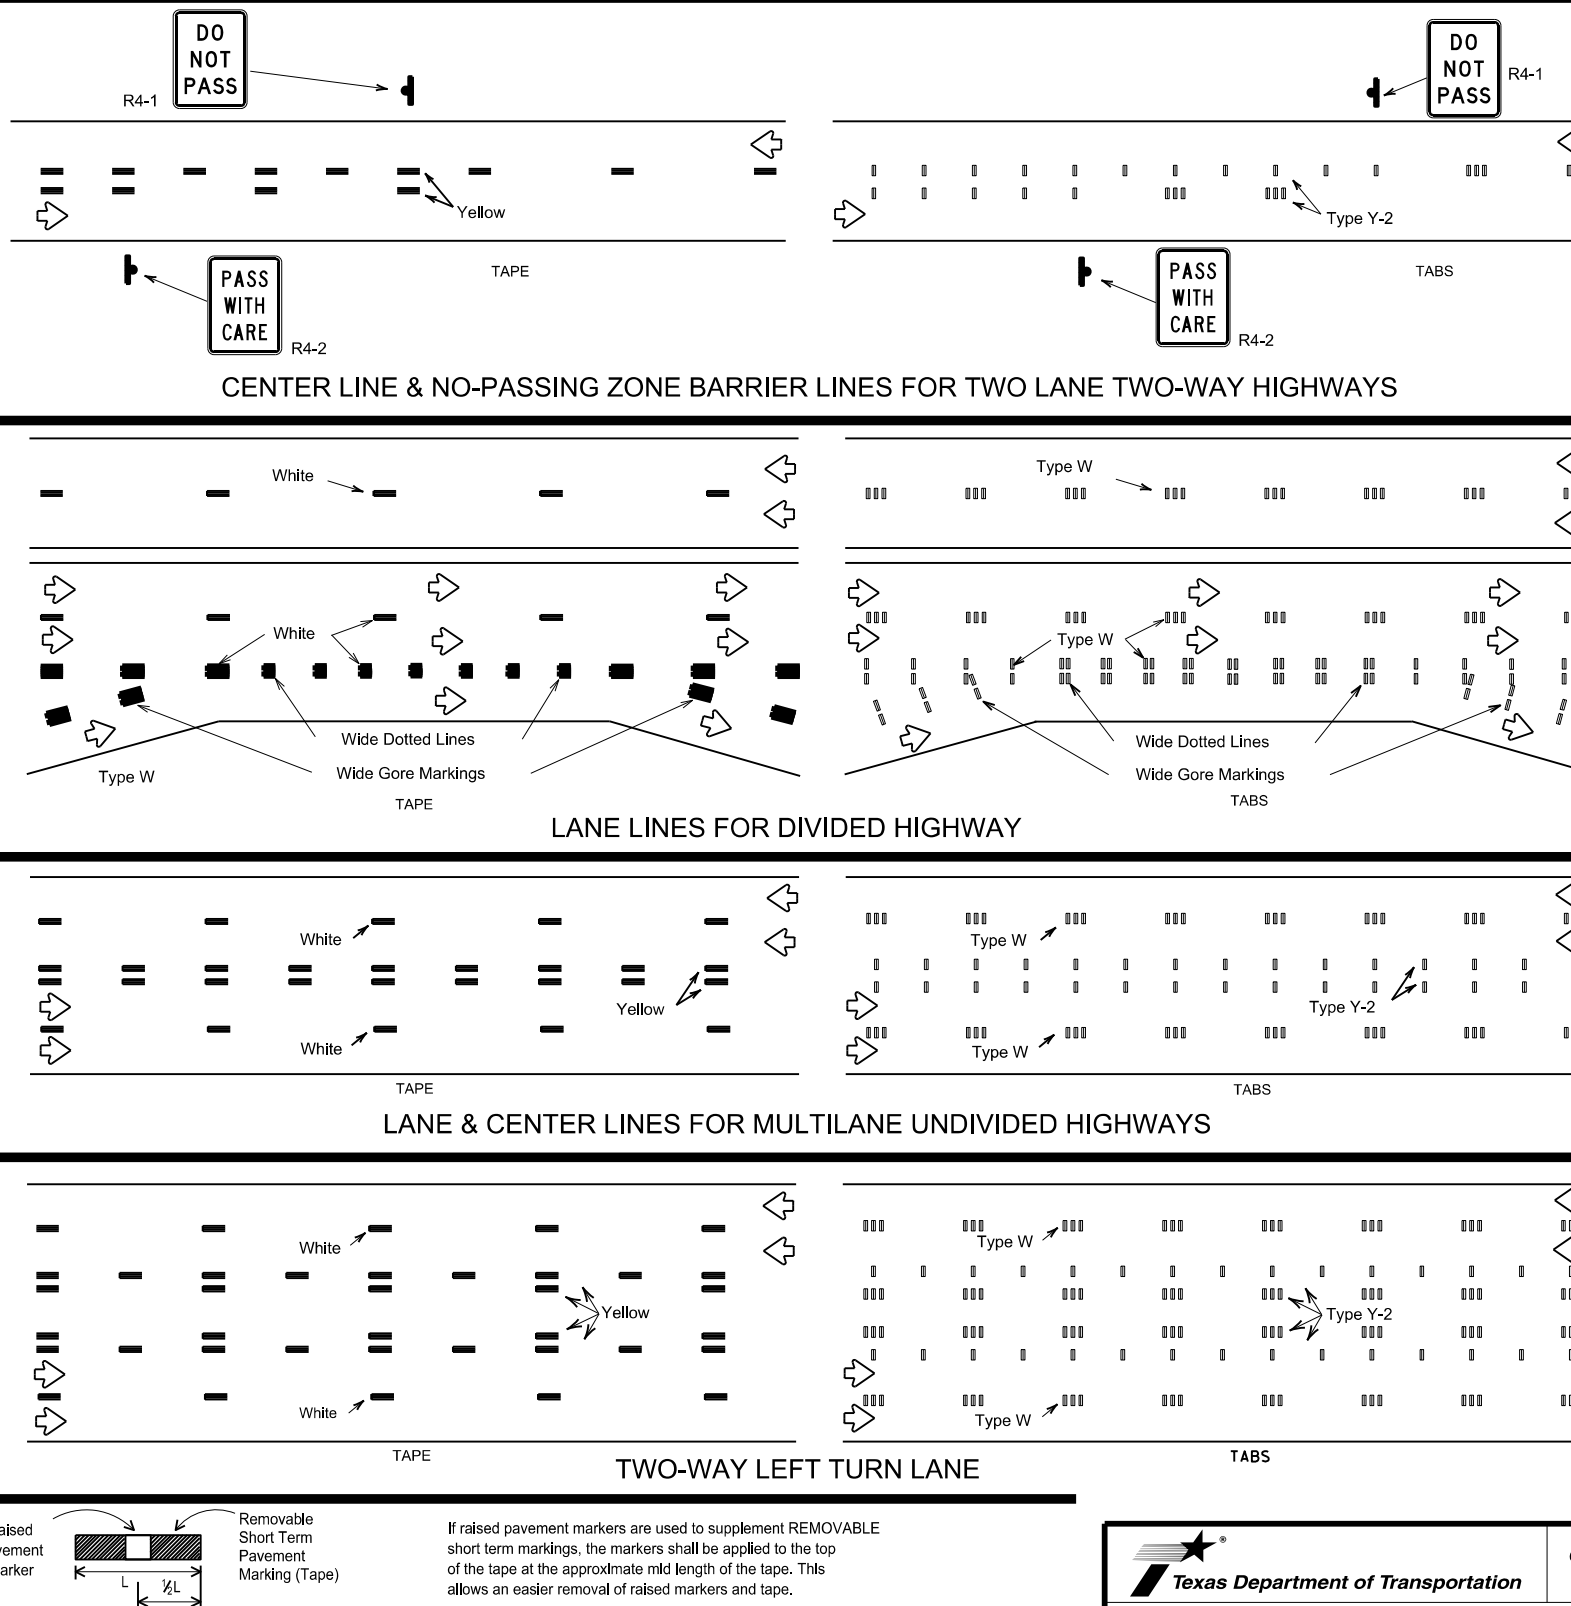 DO
NOT
PASS
R4-1
DO
NOT
PASS
R4-1
Yellow
Type Y-2
TAPE
TABS
PASS
WITH
CARE
R4-2
PASS
WITH
CARE
R4-2
CENTER LINE & NO-PASSING ZONE BARRIER LINES FOR TWO LANE TWO-WAY HIGHWAYS
White
Type W
White
Type W
Wide Dotted Lines
Wide Dotted Lines
Type W
Wide Gore Markings
Wide Gore Markings
TAPE
TABS
LANE LINES FOR DIVIDED HIGHWAY
White
Type W
Yellow
Type Y-2
White
Type W
TAPE
TABS
LANE & CENTER LINES FOR MULTILANE UNDIVIDED HIGHWAYS
White
Type W
Yellow
Type Y-2
White
Type W
TAPE
TABS
TWO-WAY LEFT TURN LANE
aised
vement
arker
L
½L
Removable
Short Term
Pavement
Marking (Tape)
If raised pavement markers are used to supplement REMOVABLE
short term markings, the markers shall be applied to the top
of the tape at the approximate mid length of the tape. This
allows an easier removal of raised markers and tape.
®
Texas Department of Transportation